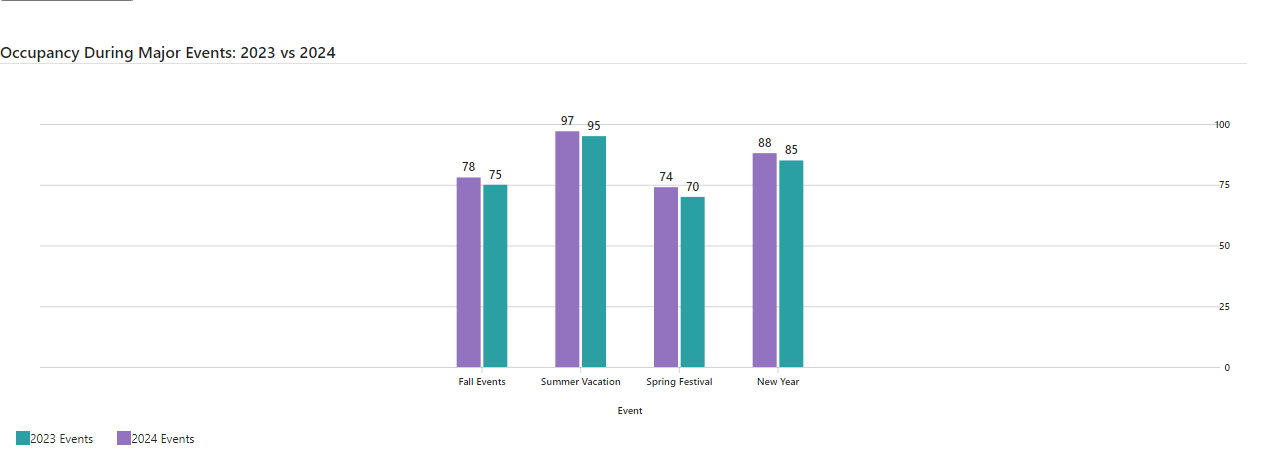 Occupancy During Major Events: 2023 vs 2024
97 95
100
88 85
78 75
74 70
75
50
25
0
Fall Events Summer Vacation Spring Festival New Year
Event
2023 Events 2024 Events